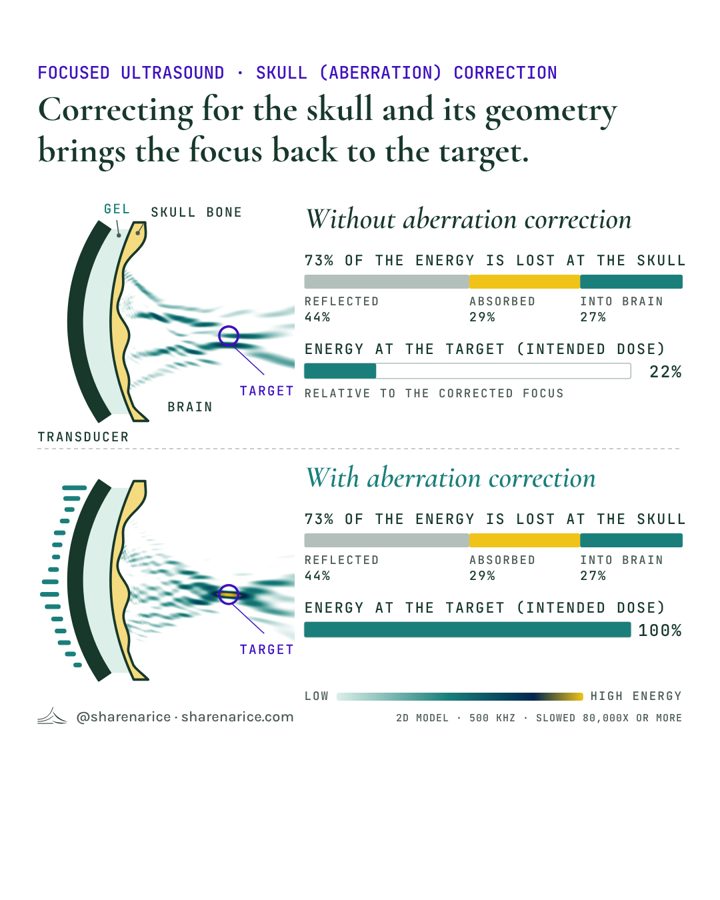 FOCUSED ULTRASOUND · SKULL (ABERRATION) CORRECTION
Correcting for the skull and its geometry
brings the focus back to the target.
GEL
SKULL BONE
BRAIN
TARGET
TRANSDUCER
Without aberration correction
73% OF THE ENERGY IS LOST AT THE SKULL
REFLECTED ABSORBED INTO BRAIN
44% 29% 27%
ENERGY AT THE TARGET (INTENDED DOSE)
22%
RELATIVE TO THE CORRECTED FOCUS
With aberration correction
73% OF THE ENERGY IS LOST AT THE SKULL
REFLECTED ABSORBED INTO BRAIN
44% 29% 27%
ENERGY AT THE TARGET (INTENDED DOSE)
100%
TARGET
LOW HIGH ENERGY
@sharenarice · sharenarice.com
2D MODEL · 500 KHZ · SLOWED 80,000X OR MORE